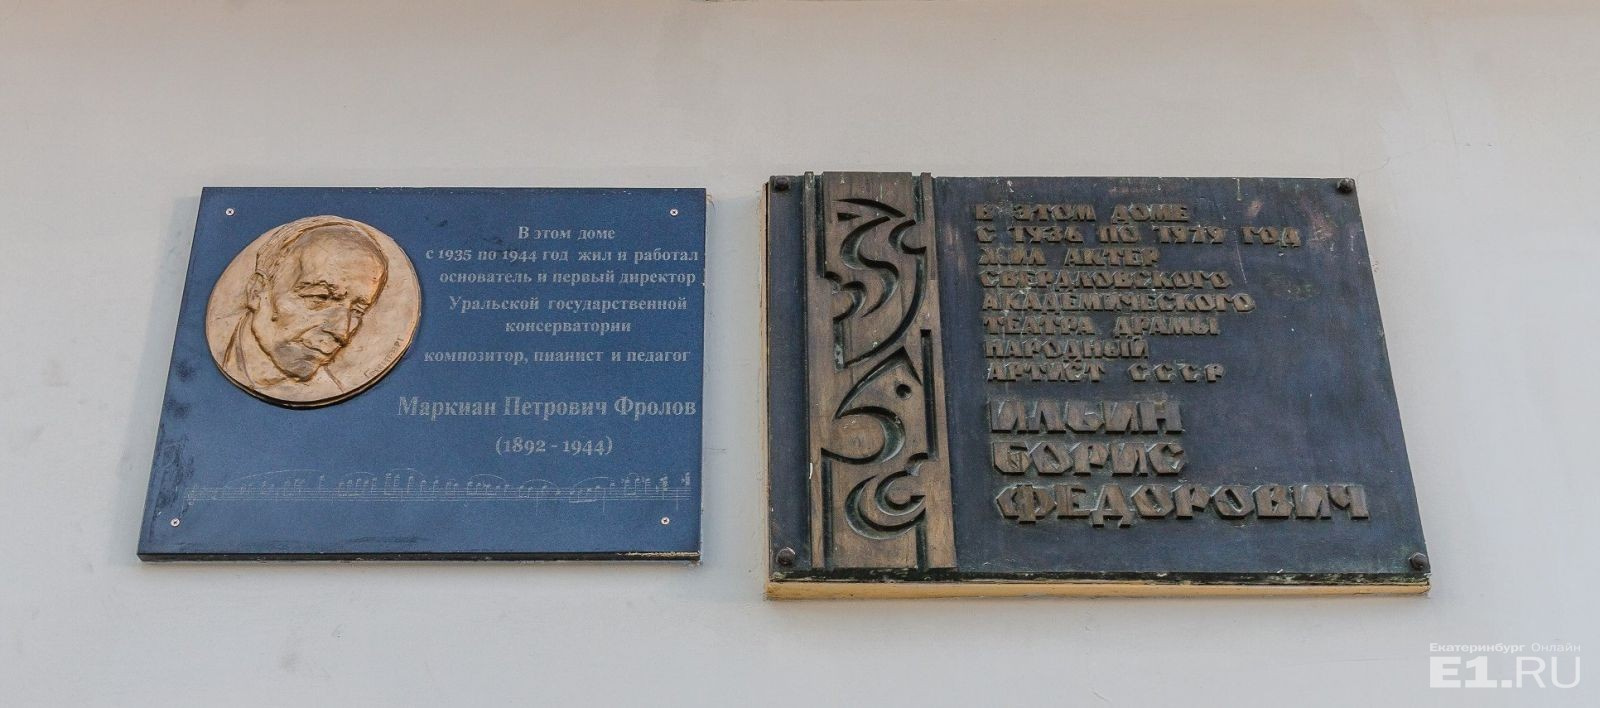 В этом доме
с 1935 по 1944 год жил и работал
основатель и первый директор
Уральской государственной
консерватории
композитор, пианист и педагог
Маркиан Петрович Фролов
(1892 - 1944)
В ЭТОМ ДОМЕ
С 1936 ПО 1979 ГОД
ЖИЛ АКТЕР
СВЕРДЛОВСКОГО
АКАДЕМИЧЕСКОГО
ТЕАТРА ДРАМЫ
НАРОДНЫЙ
АРТИСТ СССР
ИЛЬИН
БОРИС
ФЕДОРОВИЧ
Екатеринбург Онлайн
E1.RU